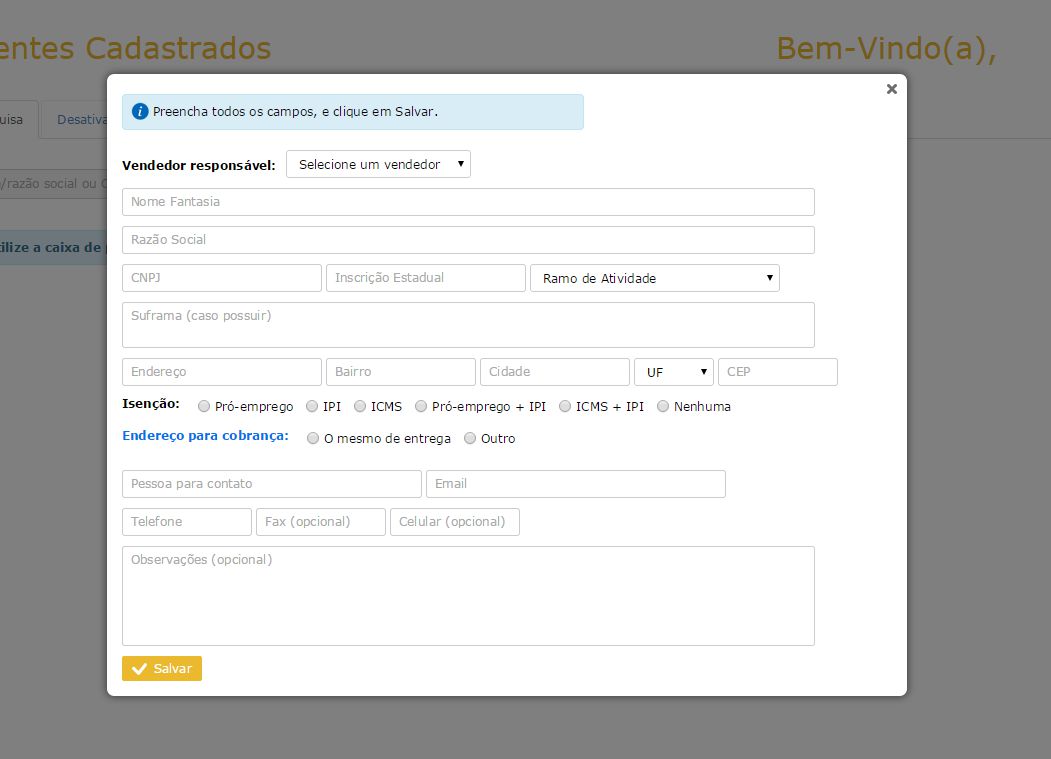 entes Cadastrados Bem-Vindo(a),
uisa Desativa
Preencha todos os campos, e clique em Salvar.
Vendedor responsável: Selecione um vendedor
/razão social ou
Nome Fantasia
Razão Social
ilize a caixa de
CNPJ Inscrição Estadual Ramo de Atividade
Suframa (caso possuir)
Endereço Bairro Cidade UF CEP
Isenção: Pró-emprego IPI ICMS Pró-emprego + IPI ICMS + IPI Nenhuma
Endereço para cobrança: O mesmo de entrega Outro
Pessoa para contato Email
Telefone Fax (opcional) Celular (opcional)
Observações (opcional)
Salvar